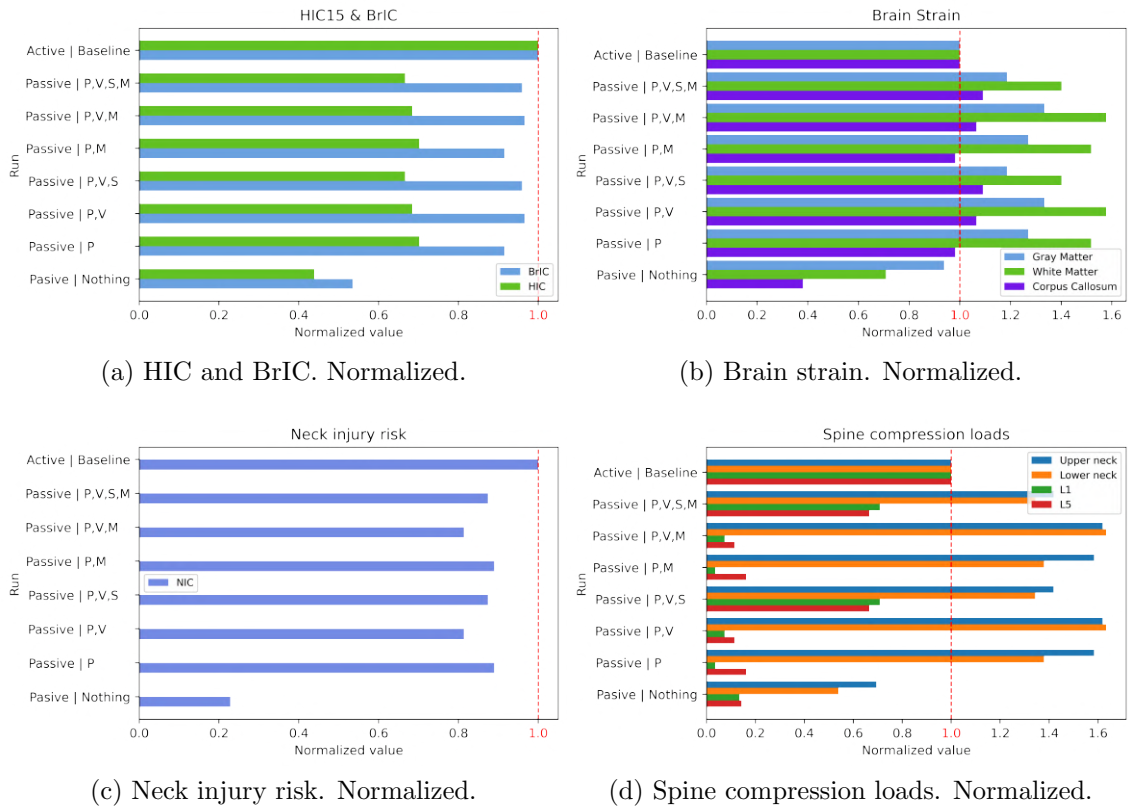 HIC15 & BrIC
Run
Active | Baseline
Passive | P,V,S,M
Passive | P,V,M
Passive | P,M
Passive | P,V,S
Passive | P,V
Passive | P
Pasive | Nothing
BrIC
HIC
0.0 0.2 0.4 0.6 0.8 1.0
Normalized value
(a) HIC and BrIC. Normalized.
Brain Strain
Run
Active | Baseline
Passive | P,V,S,M
Passive | P,V,M
Passive | P,M
Passive | P,V,S
Passive | P,V
Passive | P
Pasive | Nothing
Gray Matter
White Matter
Corpus Callosum
0.0 0.2 0.4 0.6 0.8 1.0 1.2 1.4 1.6
Normalized value
(b) Brain strain. Normalized.
Neck injury risk
Run
Active | Baseline
Passive | P,V,S,M
Passive | P,V,M
Passive | P,M
Passive | P,V,S
Passive | P,V
Passive | P
Pasive | Nothing
NIC
0.0 0.2 0.4 0.6 0.8 1.0
Normalized value
(c) Neck injury risk. Normalized.
Spine compression loads
Run
Active | Baseline
Passive | P,V,S,M
Passive | P,V,M
Passive | P,M
Passive | P,V,S
Passive | P,V
Passive | P
Pasive | Nothing
Upper neck
Lower neck
L1
L5
0.0 0.2 0.4 0.6 0.8 1.0 1.2 1.4 1.6
Normalized value
(d) Spine compression loads. Normalized.